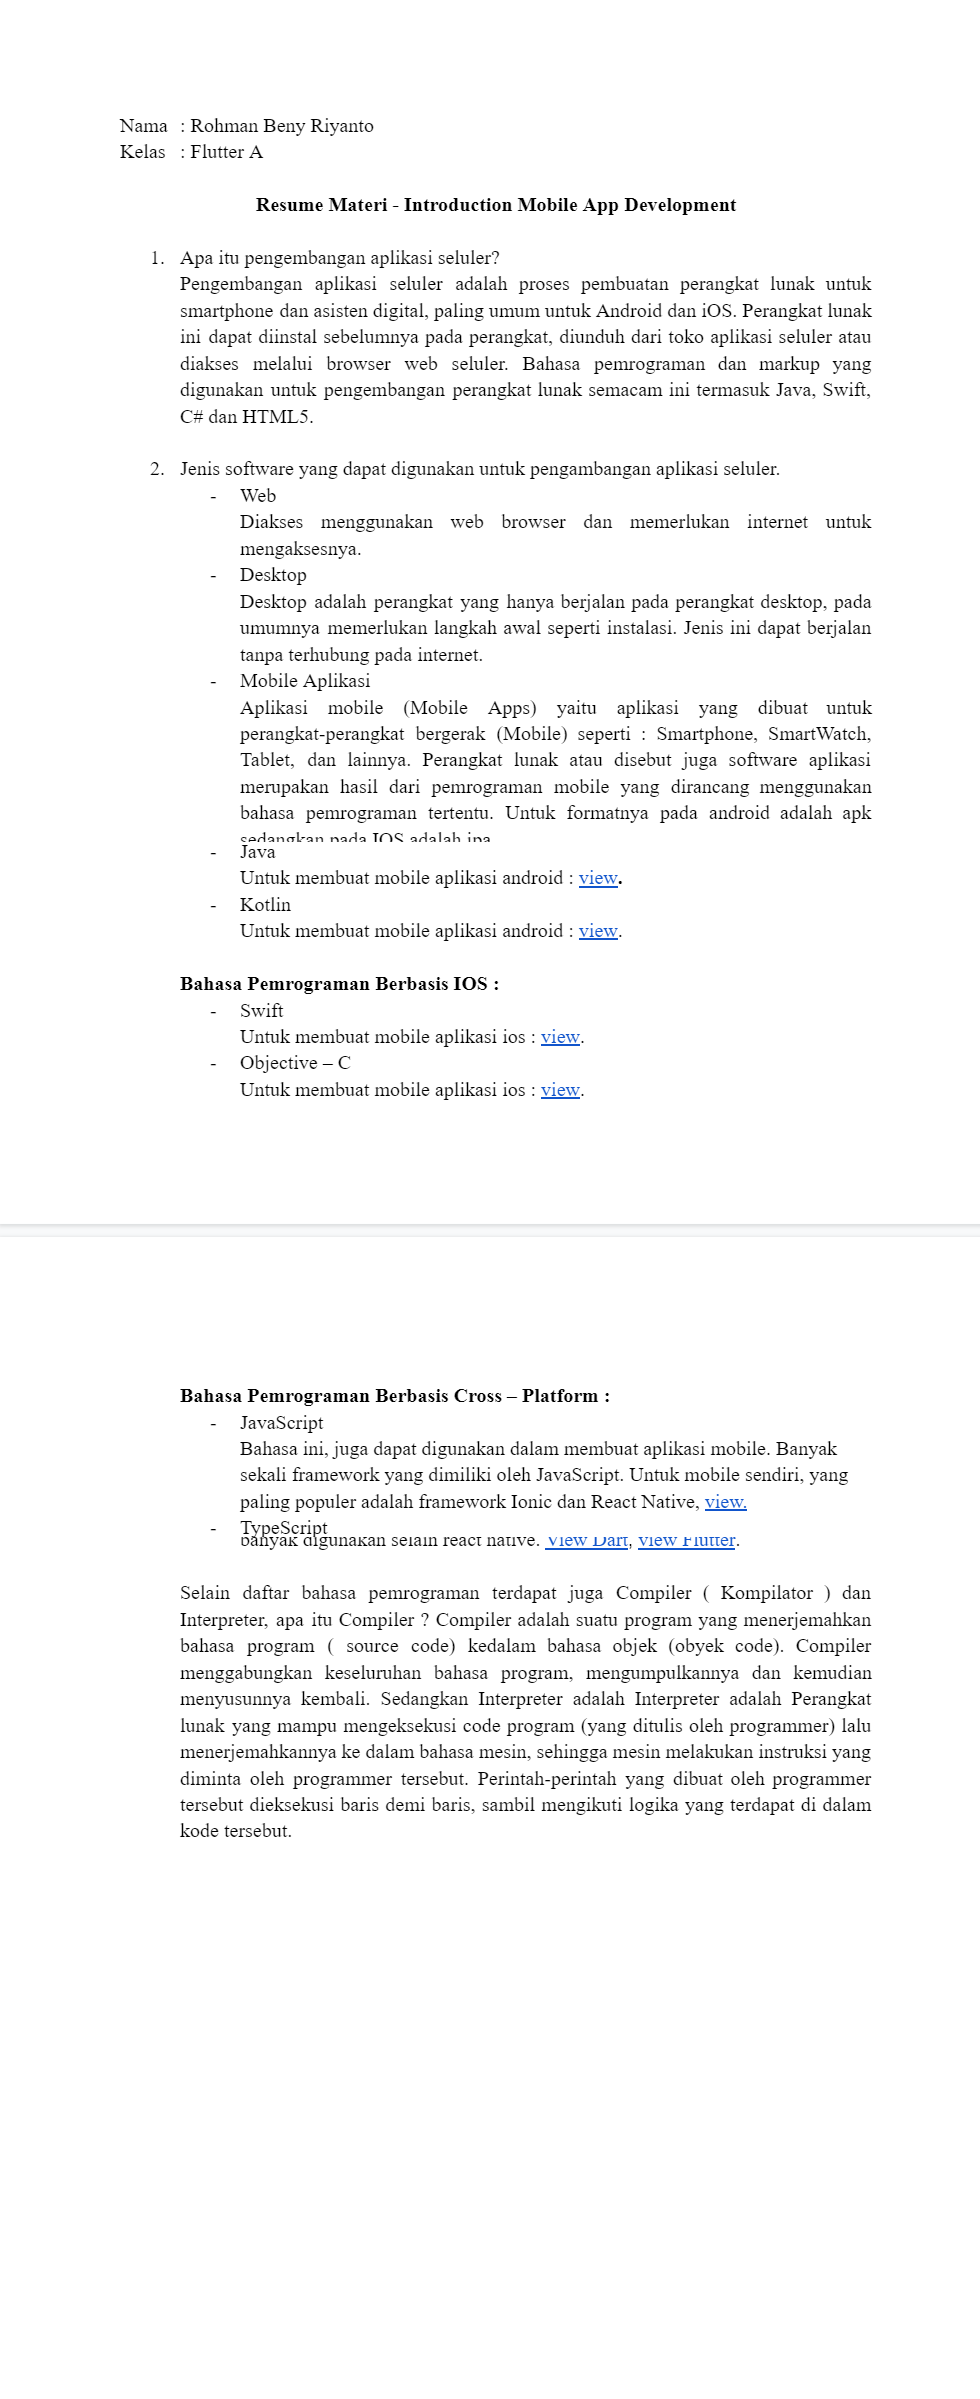 Nama : Rohman Beny Riyanto
Kelas : Flutter A
Resume Materi - Introduction Mobile App Development
1. Apa itu pengembangan aplikasi seluler?
Pengembangan aplikasi seluler adalah proses pembuatan perangkat lunak untuk
smartphone dan asisten digital, paling umum untuk Android dan iOS. Perangkat lunak
ini dapat diinstal sebelumnya pada perangkat, diunduh dari toko aplikasi seluler atau
diakses melalui browser web seluler. Bahasa pemrograman dan markup yang
digunakan untuk pengembangan perangkat lunak semacam ini termasuk Java, Swift,
C# dan HTML5.
2. Jenis software yang dapat digunakan untuk pengambangan aplikasi seluler.
- Web
Diakses menggunakan web browser dan memerlukan internet untuk
mengaksesnya.
- Desktop
Desktop adalah perangkat yang hanya berjalan pada perangkat desktop, pada
umumnya memerlukan langkah awal seperti instalasi. Jenis ini dapat berjalan
tanpa terhubung pada internet.
- Mobile Aplikasi
Aplikasi mobile (Mobile Apps) yaitu aplikasi yang dibuat untuk
perangkat-perangkat bergerak (Mobile) seperti : Smartphone, SmartWatch,
Tablet, dan lainnya. Perangkat lunak atau disebut juga software aplikasi
merupakan hasil dari pemrograman mobile yang dirancang menggunakan
bahasa pemrograman tertentu. Untuk formatnya pada android adalah apk
sedangkan pada IOS adalah ipa
- Java
Untuk membuat mobile aplikasi android : view.
- Kotlin
Untuk membuat mobile aplikasi android : view.
Bahasa Pemrograman Berbasis IOS :
- Swift
Untuk membuat mobile aplikasi ios : view.
- Objective – C
Untuk membuat mobile aplikasi ios : view.
Bahasa Pemrograman Berbasis Cross – Platform :
- JavaScript
Bahasa ini, juga dapat digunakan dalam membuat aplikasi mobile. Banyak
sekali framework yang dimiliki oleh JavaScript. Untuk mobile sendiri, yang
paling populer adalah framework Ionic dan React Native, view.
- TypeScript
banyak digunakan selain react native. View Dart, view Flutter.
Selain daftar bahasa pemrograman terdapat juga Compiler ( Kompilator ) dan
Interpreter, apa itu Compiler ? Compiler adalah suatu program yang menerjemahkan
bahasa program ( source code) kedalam bahasa objek (obyek code). Compiler
menggabungkan keseluruhan bahasa program, mengumpulkannya dan kemudian
menyusunnya kembali. Sedangkan Interpreter adalah Interpreter adalah Perangkat
lunak yang mampu mengeksekusi code program (yang ditulis oleh programmer) lalu
menerjemahkannya ke dalam bahasa mesin, sehingga mesin melakukan instruksi yang
diminta oleh programmer tersebut. Perintah-perintah yang dibuat oleh programmer
tersebut dieksekusi baris demi baris, sambil mengikuti logika yang terdapat di dalam
kode tersebut.